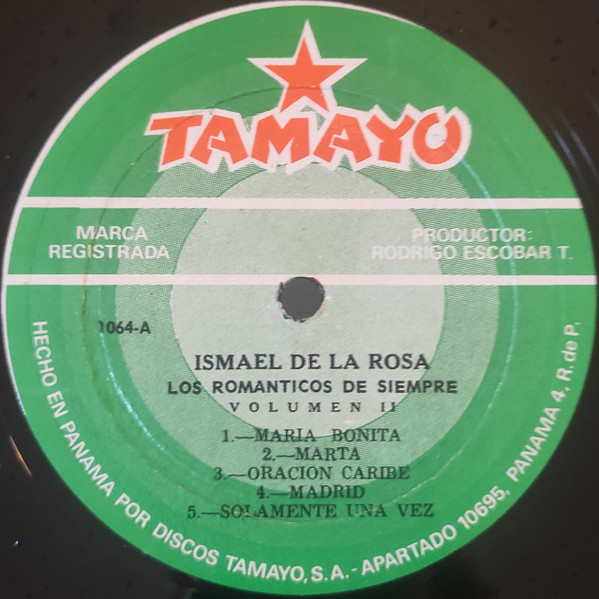 TAMAYO
MARCA
REGISTRADA
PRODUCTOR:
RODRIGO ESCOBAR T.
1064-A
ISMAEL DE LA ROSA
LOS ROMANTICOS DE SIEMPRE
VOLUMEN II
1.—MARIA BONITA
2.—MARTA
3.—ORACION CARIBE
4.—MADRID
5.—SOLAMENTE UNA VEZ
HECHO EN PANAMA POR DISCOS TAMAYO, S.A. - APARTADO 10695, PANAMA 4, R. de P.